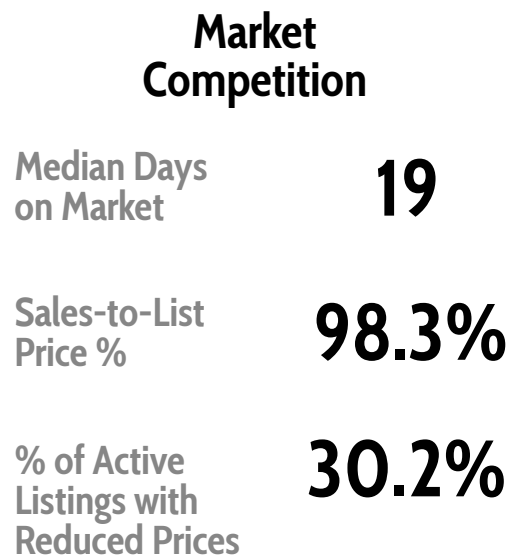 Market
Competition
Median Days
on Market
19
Sales-to-List
Price %
98.3%
% of Active
Listings with
Reduced Prices
30.2%